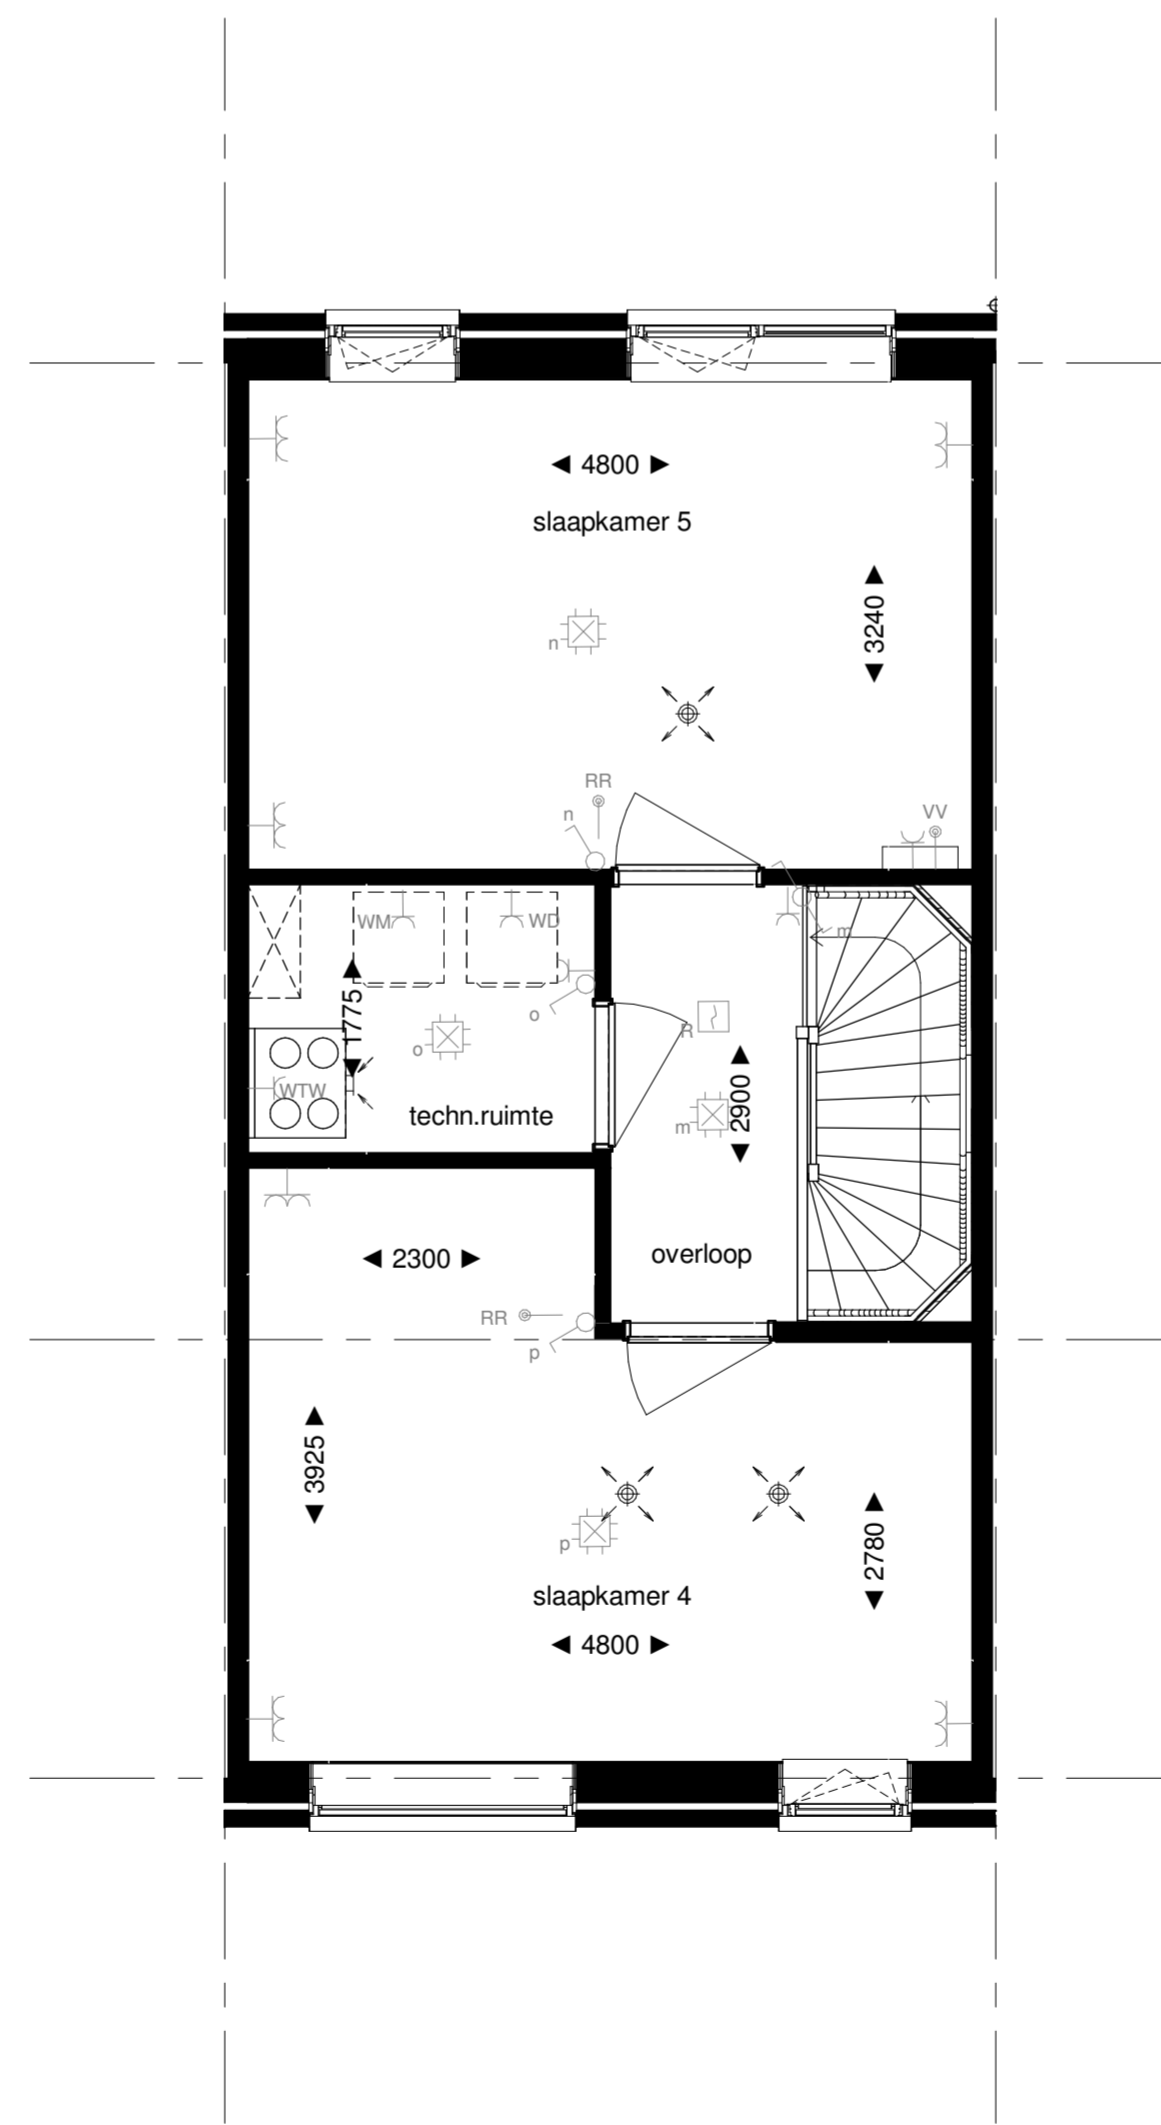 4800
slaapkamer 5
3240
n
RR
n
VV
WM
WD
m
1775
o
R
o
WTW
2900
techn.ruimte
m
overloop
2300
RR
p
3925
p
2780
slaapkamer 4
4800